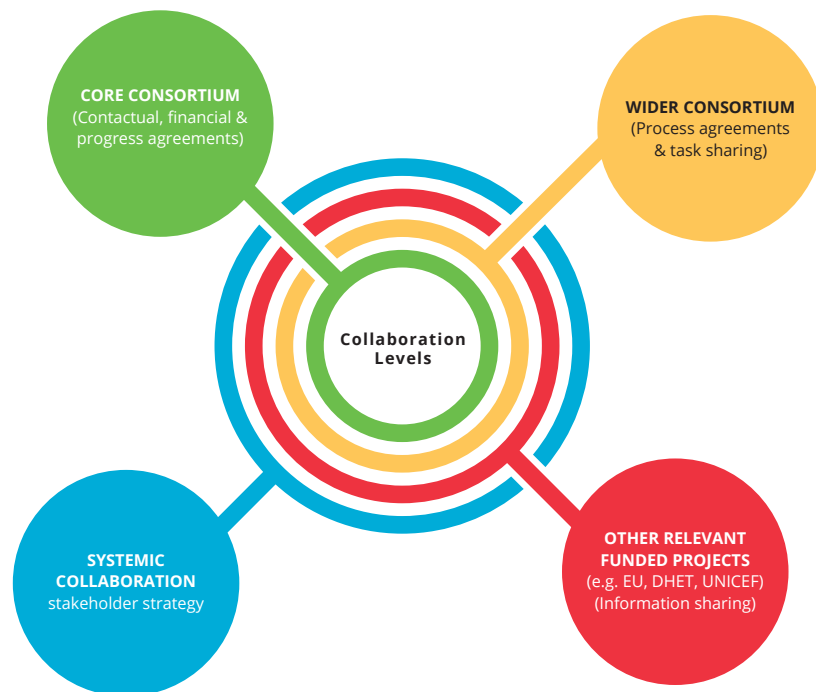 CORE CONSORTIUM
(Contactual, financial &
progress agreements)
WIDER CONSORTIUM
(Process agreements
& task sharing)
Collaboration
Levels
SYSTEMIC
COLLABORATION
stakeholder strategy
OTHER RELEVANT
FUNDED PROJECTS
(e.g. EU, DHET, UNICEF)
(Information sharing)